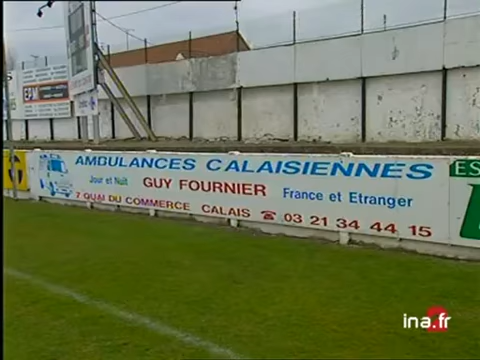 AMBULANCES CALAISIENNES
Jour et Nuit GUY FOURNIER France et Etranger
7 QUAI DU COMMERCE CALAIS ☎ 03 21 34 44 15
ES
ina.fr